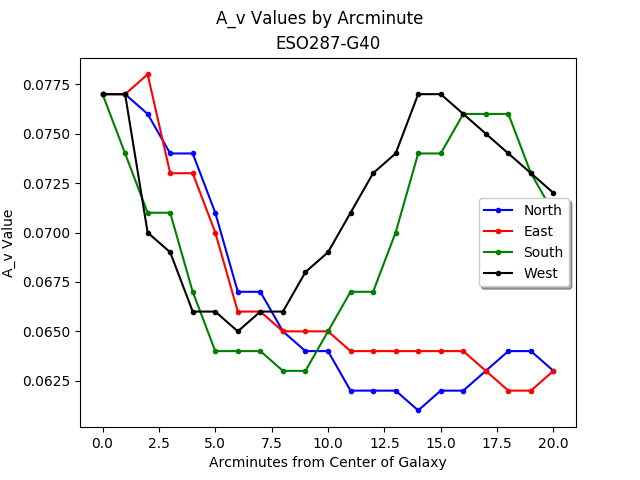 A_v Values by Arcminute
ESO287-G40
0.0775
0.0750
0.0725
0.0700
0.0675
0.0650
0.0625
A_v Value
North
East
South
West
0.0 2.5 5.0 7.5 10.0 12.5 15.0 17.5 20.0
Arcminutes from Center of Galaxy